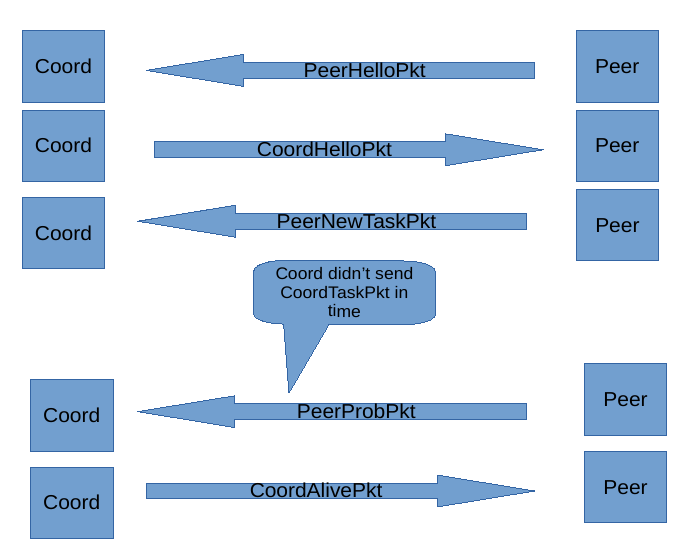 Coord
PeerHelloPkt
Peer
Coord
CoordHelloPkt
Peer
Coord
PeerNewTaskPkt
Peer
Coord didn’t send
CoordTaskPkt in
time
Coord
PeerProbPkt
Peer
Coord
CoordAlivePkt
Peer